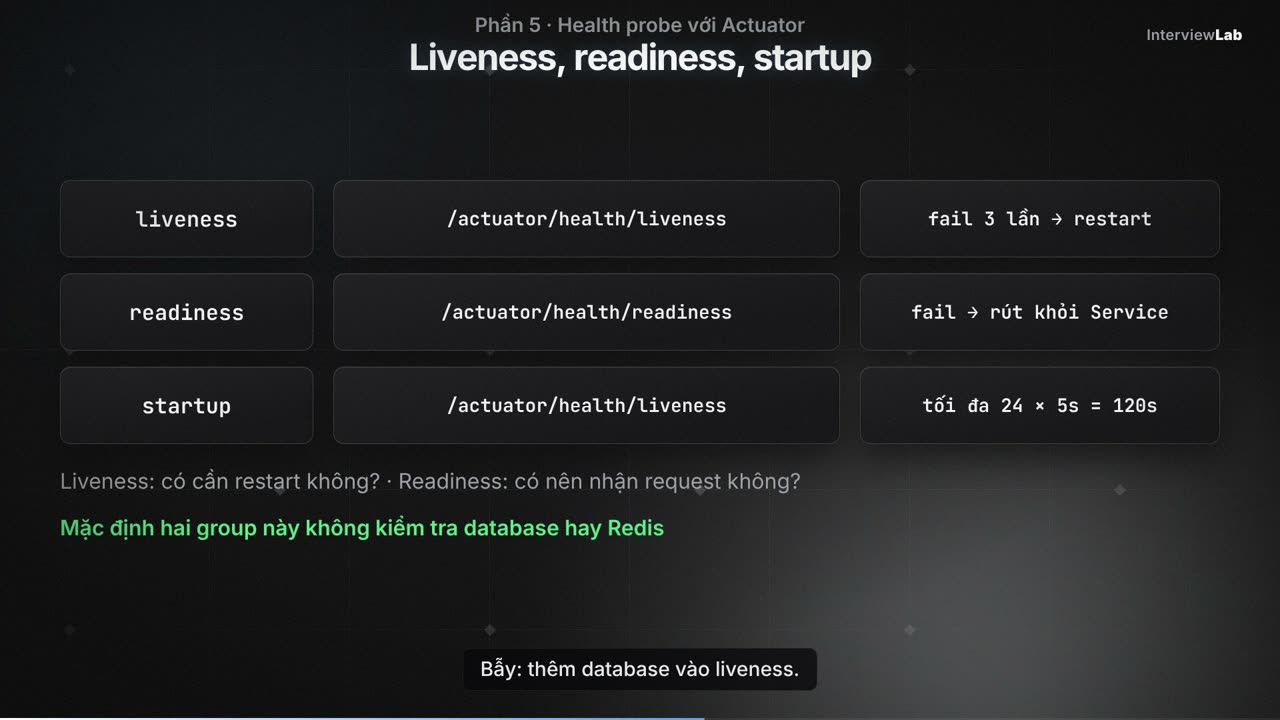 Phần 5 · Health probe với Actuator
InterviewLab
Liveness, readiness, startup
liveness
/actuator/health/liveness
fail 3 lần → restart
readiness
/actuator/health/readiness
fail → rút khỏi Service
startup
/actuator/health/liveness
tối đa 24 × 5s = 120s
Liveness: có cần restart không? · Readiness: có nên nhận request không?
Mặc định hai group này không kiểm tra database hay Redis
Bẫy: thêm database vào liveness.